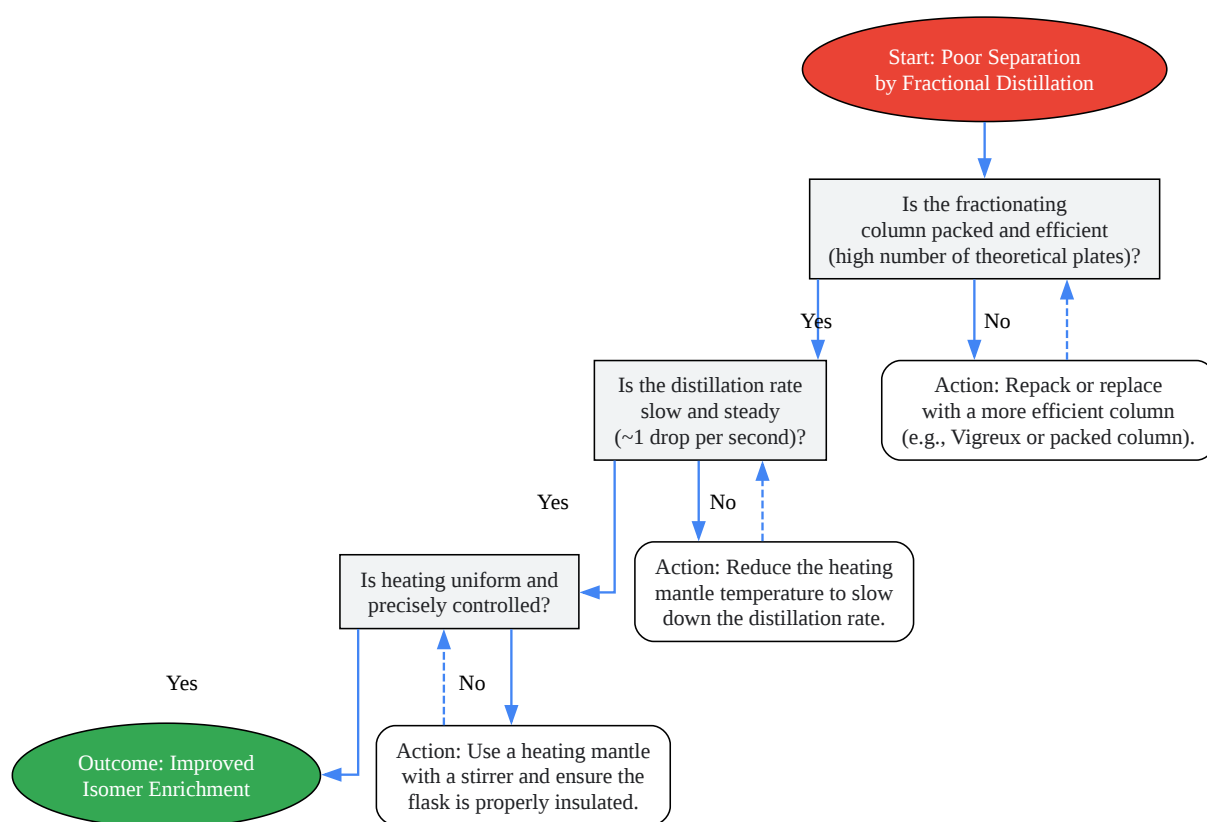 Start: Poor Separation
by Fractional Distillation
Is the fractionating
column packed and efficient
(high number of theoretical plates)?
Yes
No
Is the distillation rate
slow and steady
(~1 drop per second)?
Action: Repack or replace
with a more efficient column
(e.g., Vigreux or packed column).
Yes
No
Is heating uniform and
precisely controlled?
Action: Reduce the heating
mantle temperature to slow
down the distillation rate.
Yes
No
Outcome: Improved
Isomer Enrichment
Action: Use a heating mantle
with a stirrer and ensure the
flask is properly insulated.